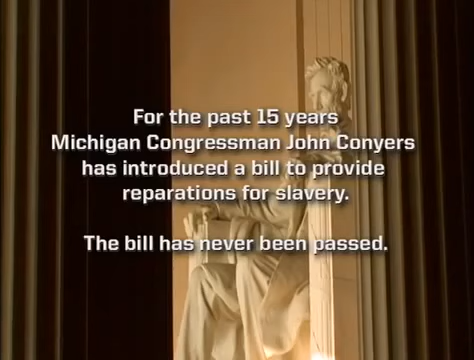 For the past 15 years
Michigan Congressman John Conyers
has introduced a bill to provide
reparations for slavery.
The bill has never been passed.